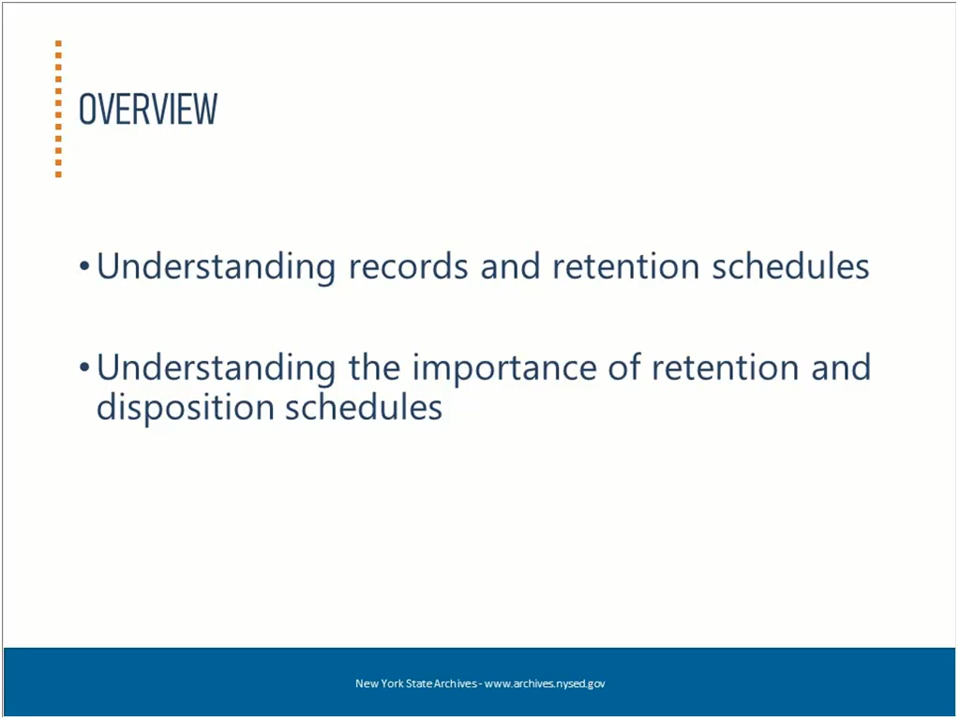 OVERVIEW
•Understanding records and retention schedules
•Understanding the importance of retention and
disposition schedules
New York State Archives - www.archives.nysed.gov